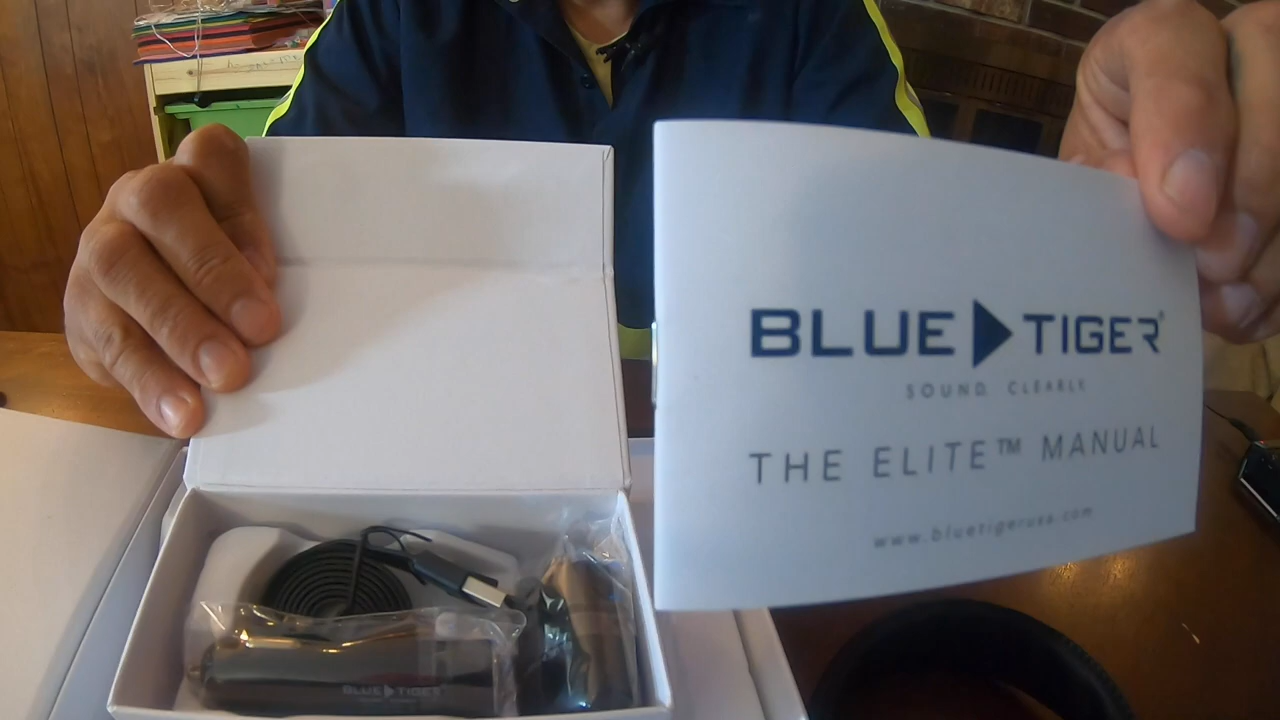 BLUE TIGER®
SOUND CLEARLY
THE ELITE™ MANUAL
www.bluetigerusa.com
BLUE TIGER